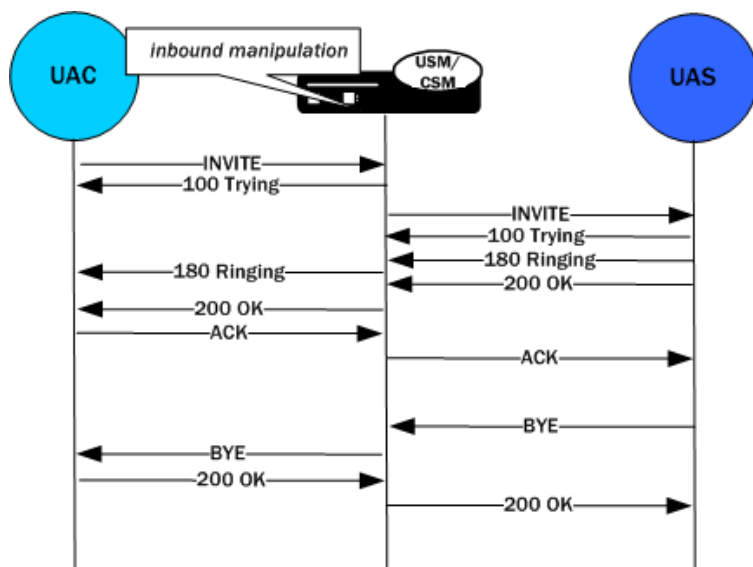 inbound manipulation
UAC
USM/
CSM
UAS
INVITE
100 Trying
INVITE
100 Trying
180 Ringing
180 Ringing
200 OK
200 OK
ACK
ACK
BYE
BYE
200 OK
200 OK